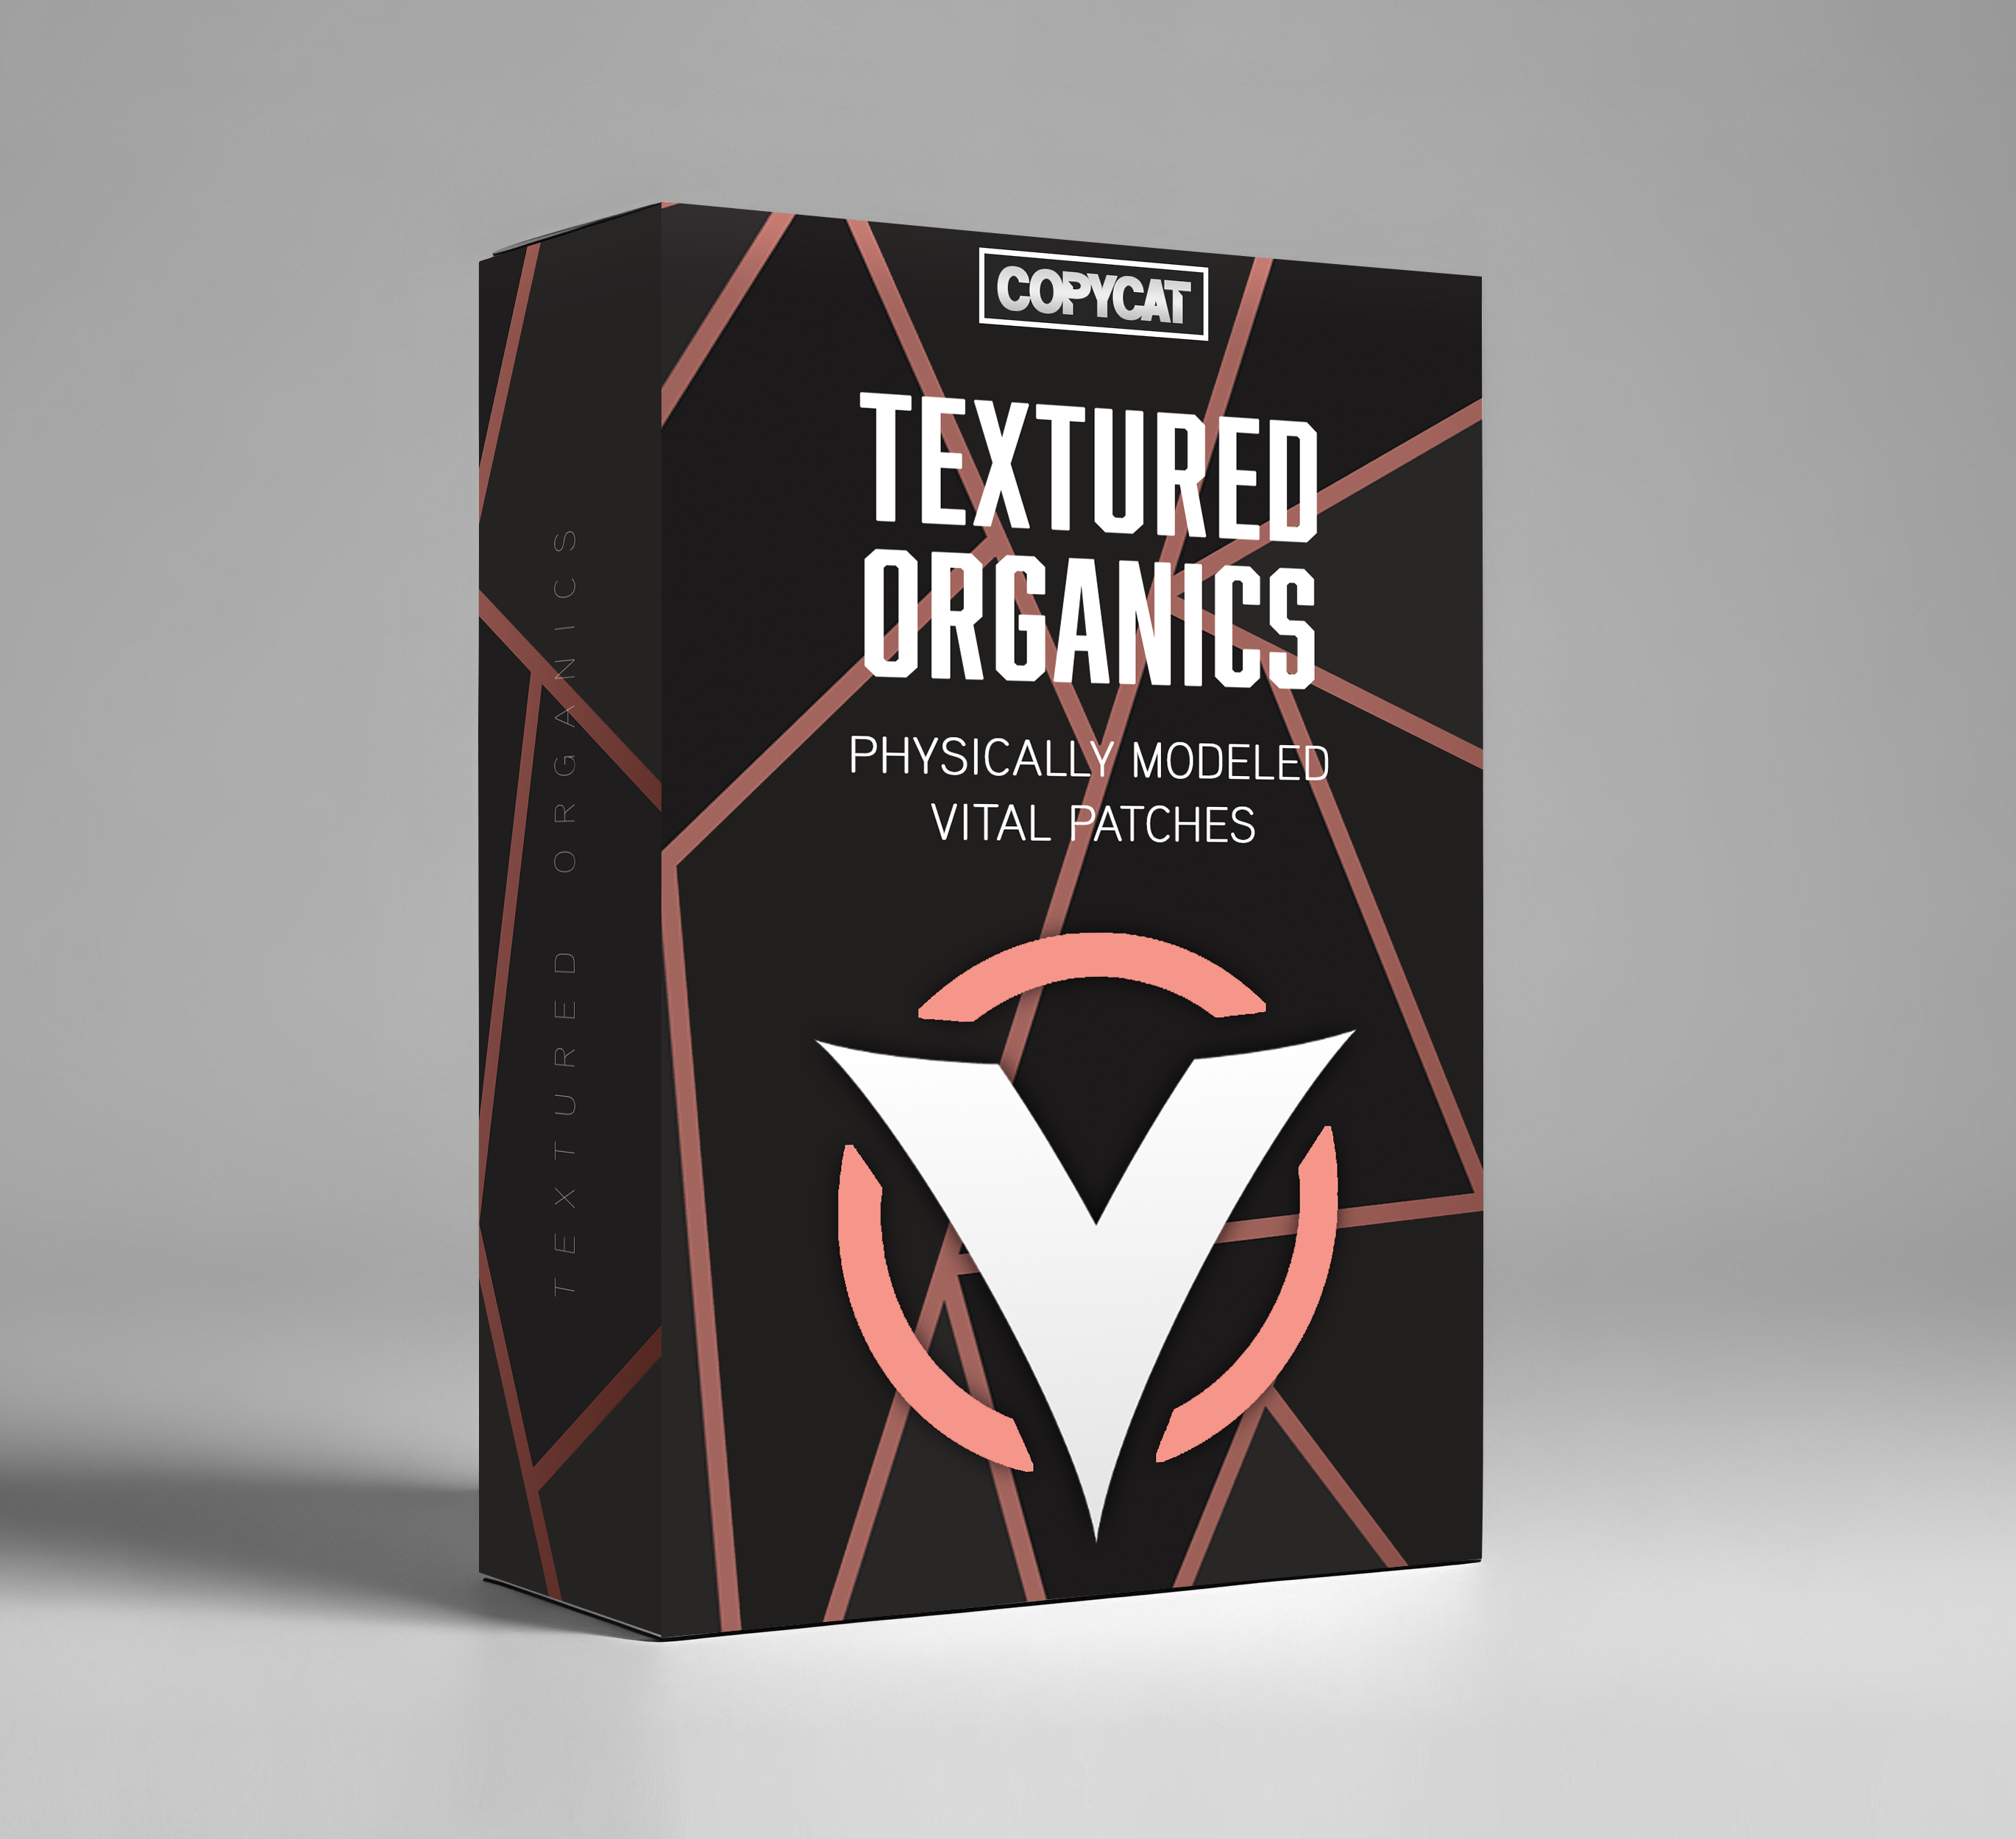 COPYCAT
TEXTURED
ORGANICS
PHYSICALLY MODELED
VITAL PATCHES
TEXTURED ORGANICS